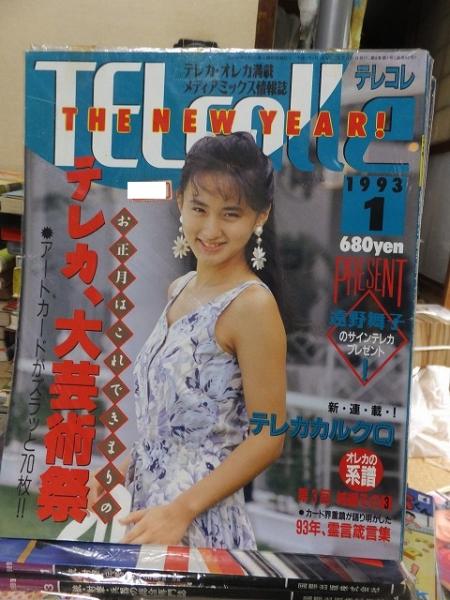 テレカ・オレカ満載
メディアミックス情報誌
テレコレ
TELcolle
THE NEW YEAR!
1993
1
680yen
PRESENT
遠野舞子
のサインテレカ
プレゼント
!
お正月はこれできまりの
テレカ、大芸術祭
●アートカードがズラッと70枚!!
新・連・載・!
テレカカルクロ
オレカの
系譜
●カード界重鎮が語り明かした
93年、霊言箴言集